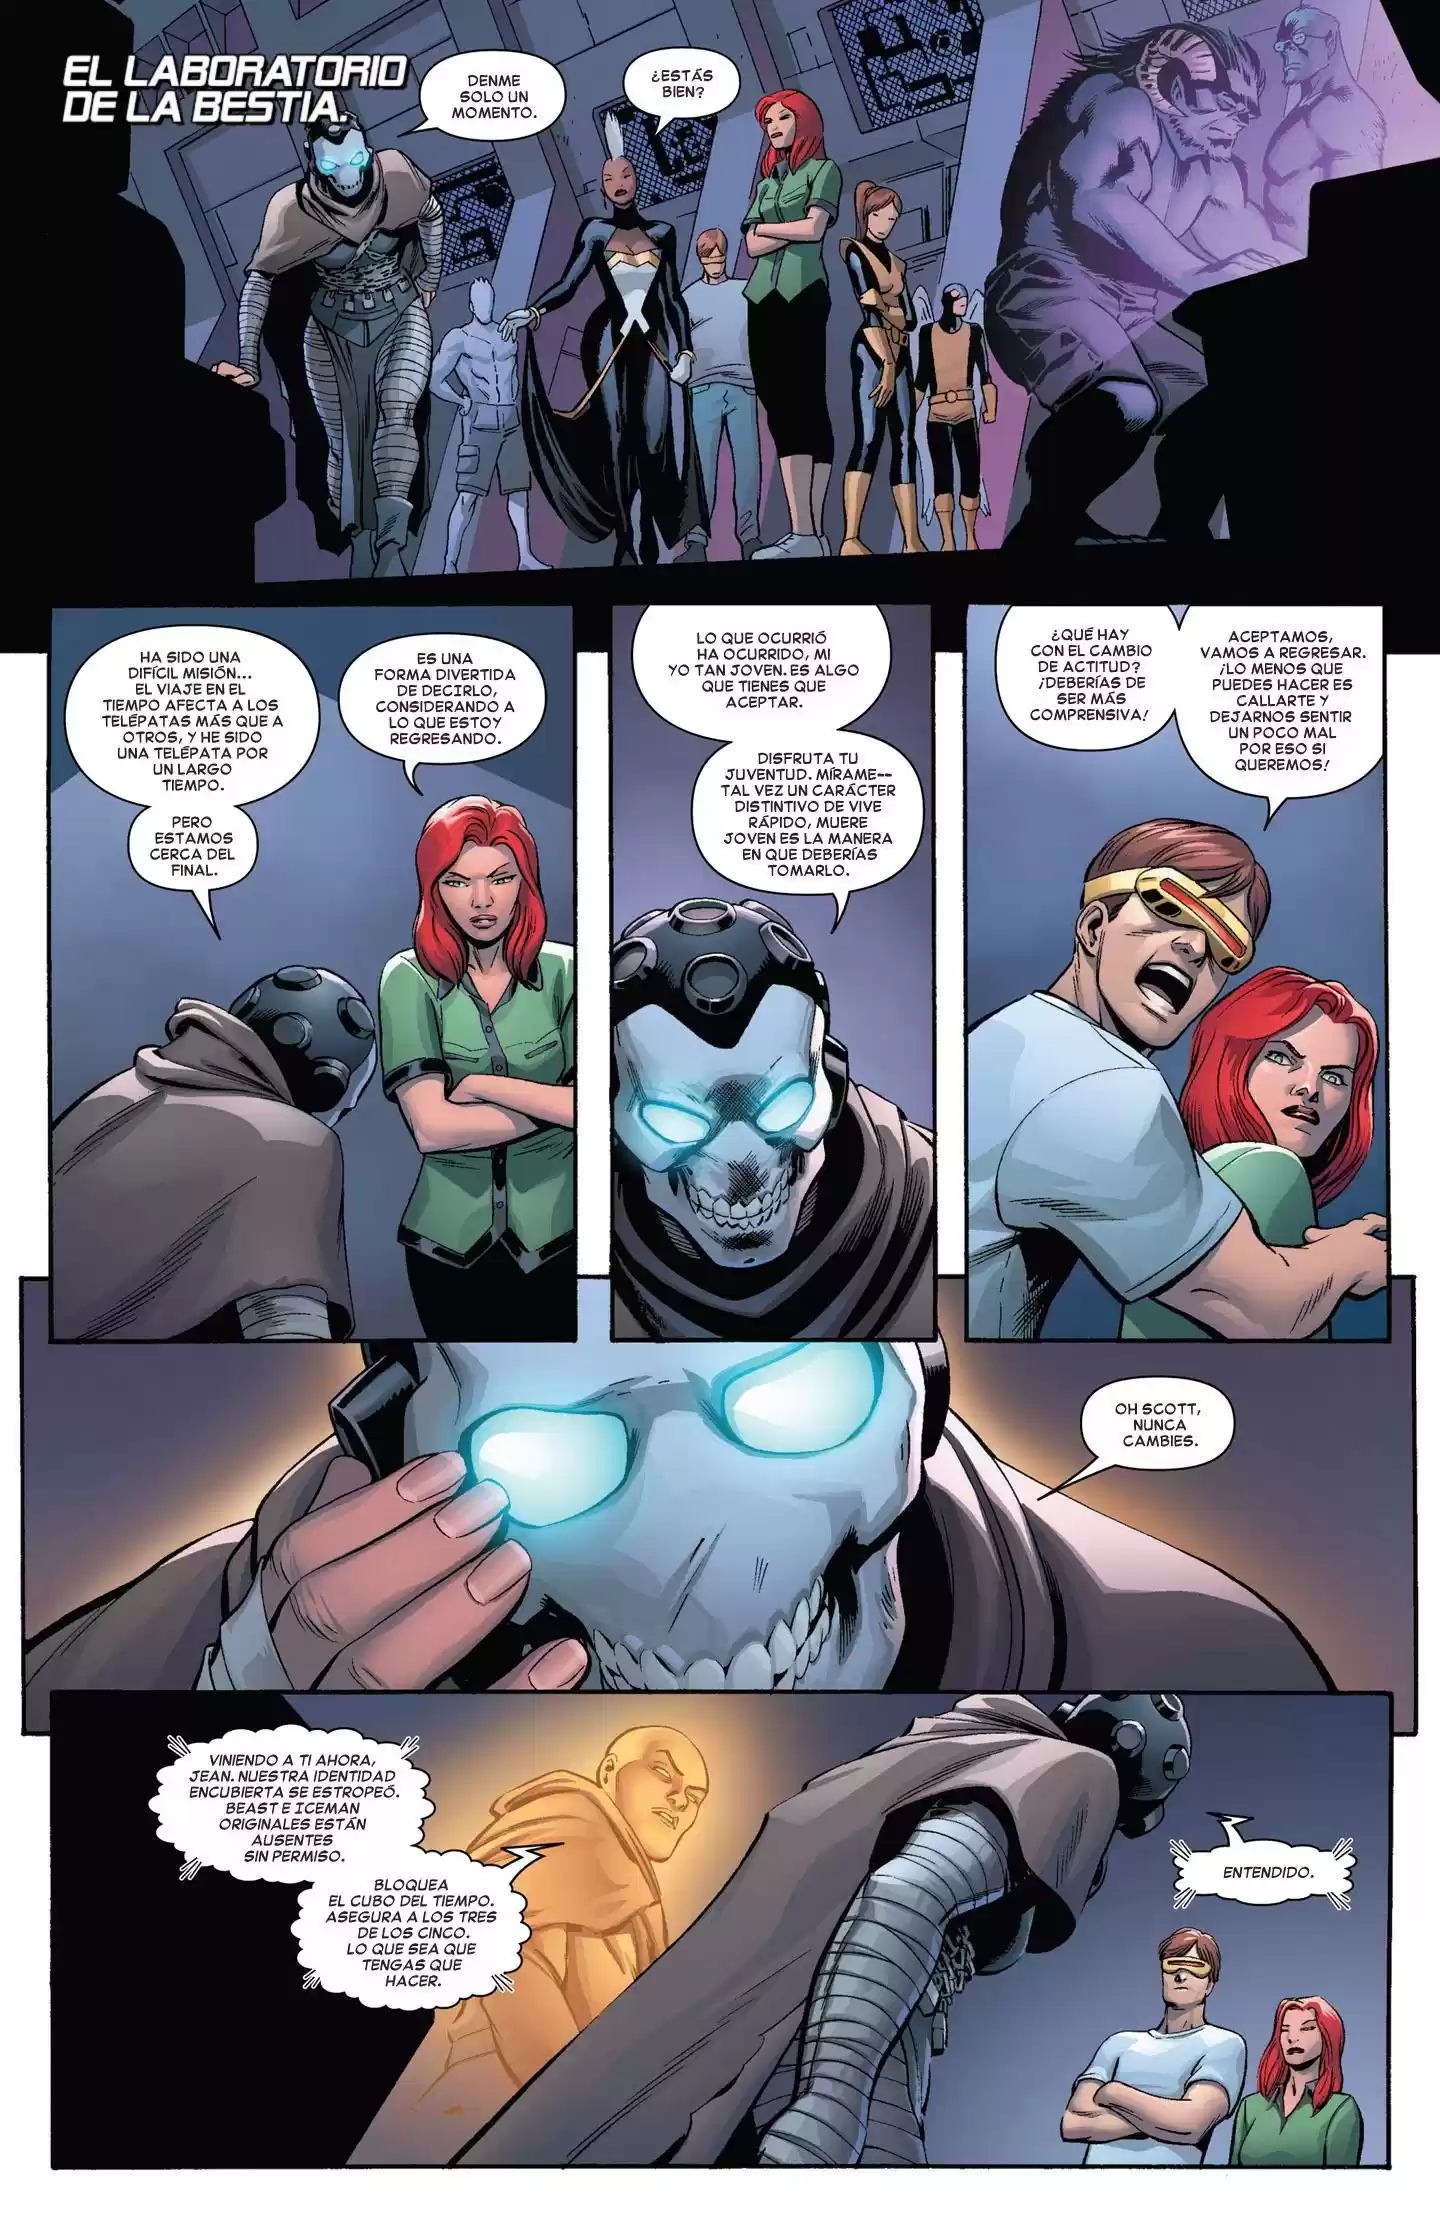 EL LABORATORIO
DE LA BESTIA.
DENME
SOLO UN
MOMENTO.
¿ESTÁS
BIEN?
HA SIDO UNA
DIFÍCIL MISIÓN...
EL VIAJE EN EL
TIEMPO AFECTA A LOS
TELÉPATAS MÁS QUE A
OTROS, Y HE SIDO
UNA TELÉPATA POR
UN LARGO
TIEMPO.
PERO
ESTAMOS
CERCA DEL
FINAL.
ES UNA
FORMA DIVERTIDA
DE DECIRLO,
CONSIDERANDO A
LO QUE ESTOY
REGRESANDO.
LO QUE OCURRIÓ
HA OCURRIDO, MI
YO TAN JOVEN. ES ALGO
QUE TIENES QUE
ACEPTAR.
DISFRUTA TU
JUVENTUD. MÍRAME--
TAL VEZ UN CARÁCTER
DISTINTIVO DE VIVE
RÁPIDO, MUERE
JOVEN ES LA MANERA
EN QUE DEBERÍAS
TOMARLO.
¿QUÉ HAY
CON EL CAMBIO
DE ACTITUD?
¡DEBERÍAS DE
SER MÁS
COMPRENSIVA!
ACEPTAMOS,
VAMOS A REGRESAR.
¡LO MENOS QUE
PUEDES HACER ES
CALLARTE Y
DEJARNOS SENTIR
UN POCO MAL
POR ESO SI
QUEREMOS!
OH SCOTT,
NUNCA
CAMBIES.
VINIENDO A TI AHORA,
JEAN. NUESTRA IDENTIDAD
ENCUBIERTA SE ESTROPEÓ.
BEAST E ICEMAN
ORIGINALES ESTÁN
AUSENTES
SIN PERMISO.
BLOQUEA
EL CUBO DEL TIEMPO.
ASEGURA A LOS TRES
DE LOS CINCO.
LO QUE SEA QUE
TENGAS QUE
HACER.
ENTENDIDO.